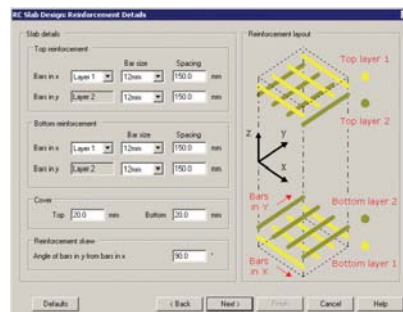 RC Slab Design: Reinforcement Details
Slab details
Top reinforcement
Bar size Spacing
Bars in x Layer 1 12mm 150.0 mm
Bars in y Layer 2 12mm 150.0 mm
Bottom reinforcement
Bar size Spacing
Bars in x Layer 1 12mm 150.0 mm
Bars in y Layer 2 12mm 150.0 mm
Cover
Top 20.0 mm Bottom 20.0 mm
Reinforcement skew
Angle of bars in y from bars in x 90.0 °
Reinforcement layout
Top layer 1
Top layer 2
z
y
x
Bars in Y
Bottom layer 2
Bars in X
Bottom layer 1
Defaults < Back Next > Finish Cancel Help